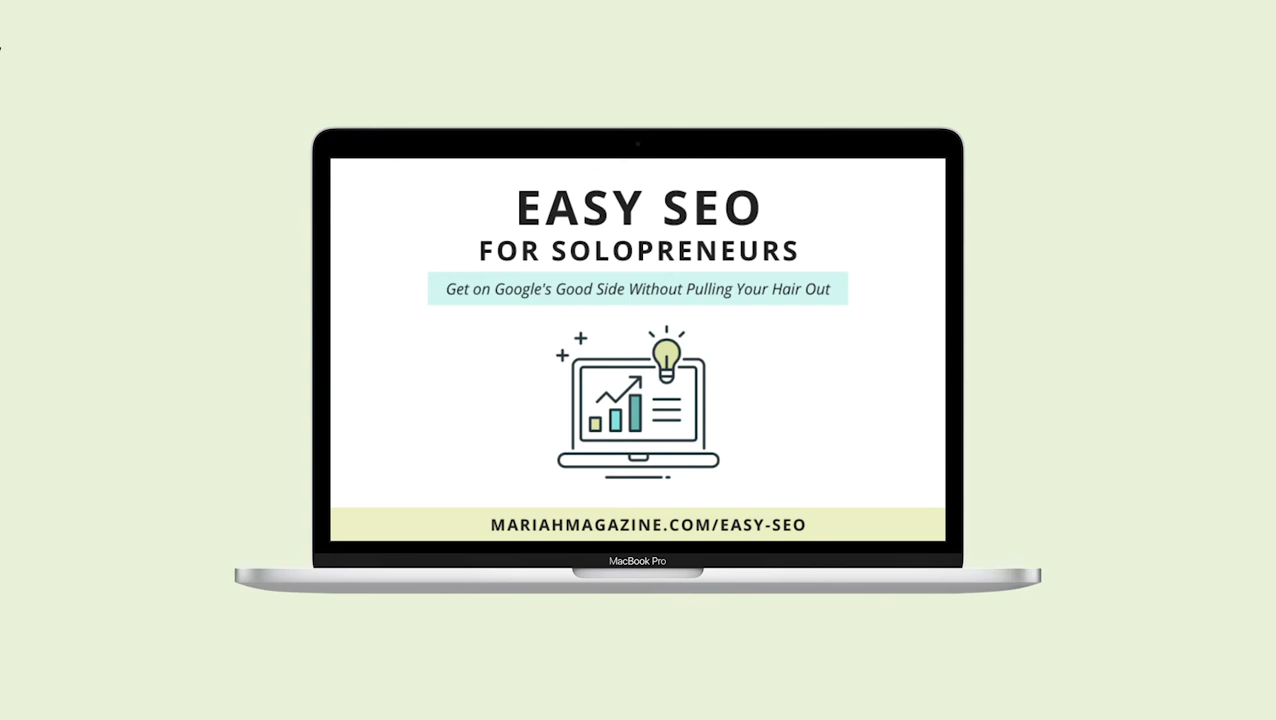 EASY SEO
FOR SOLOPRENEURS
Get on Google's Good Side Without Pulling Your Hair Out
MARIAHMAGAZINE.COM/EASY-SEO
MacBook Pro